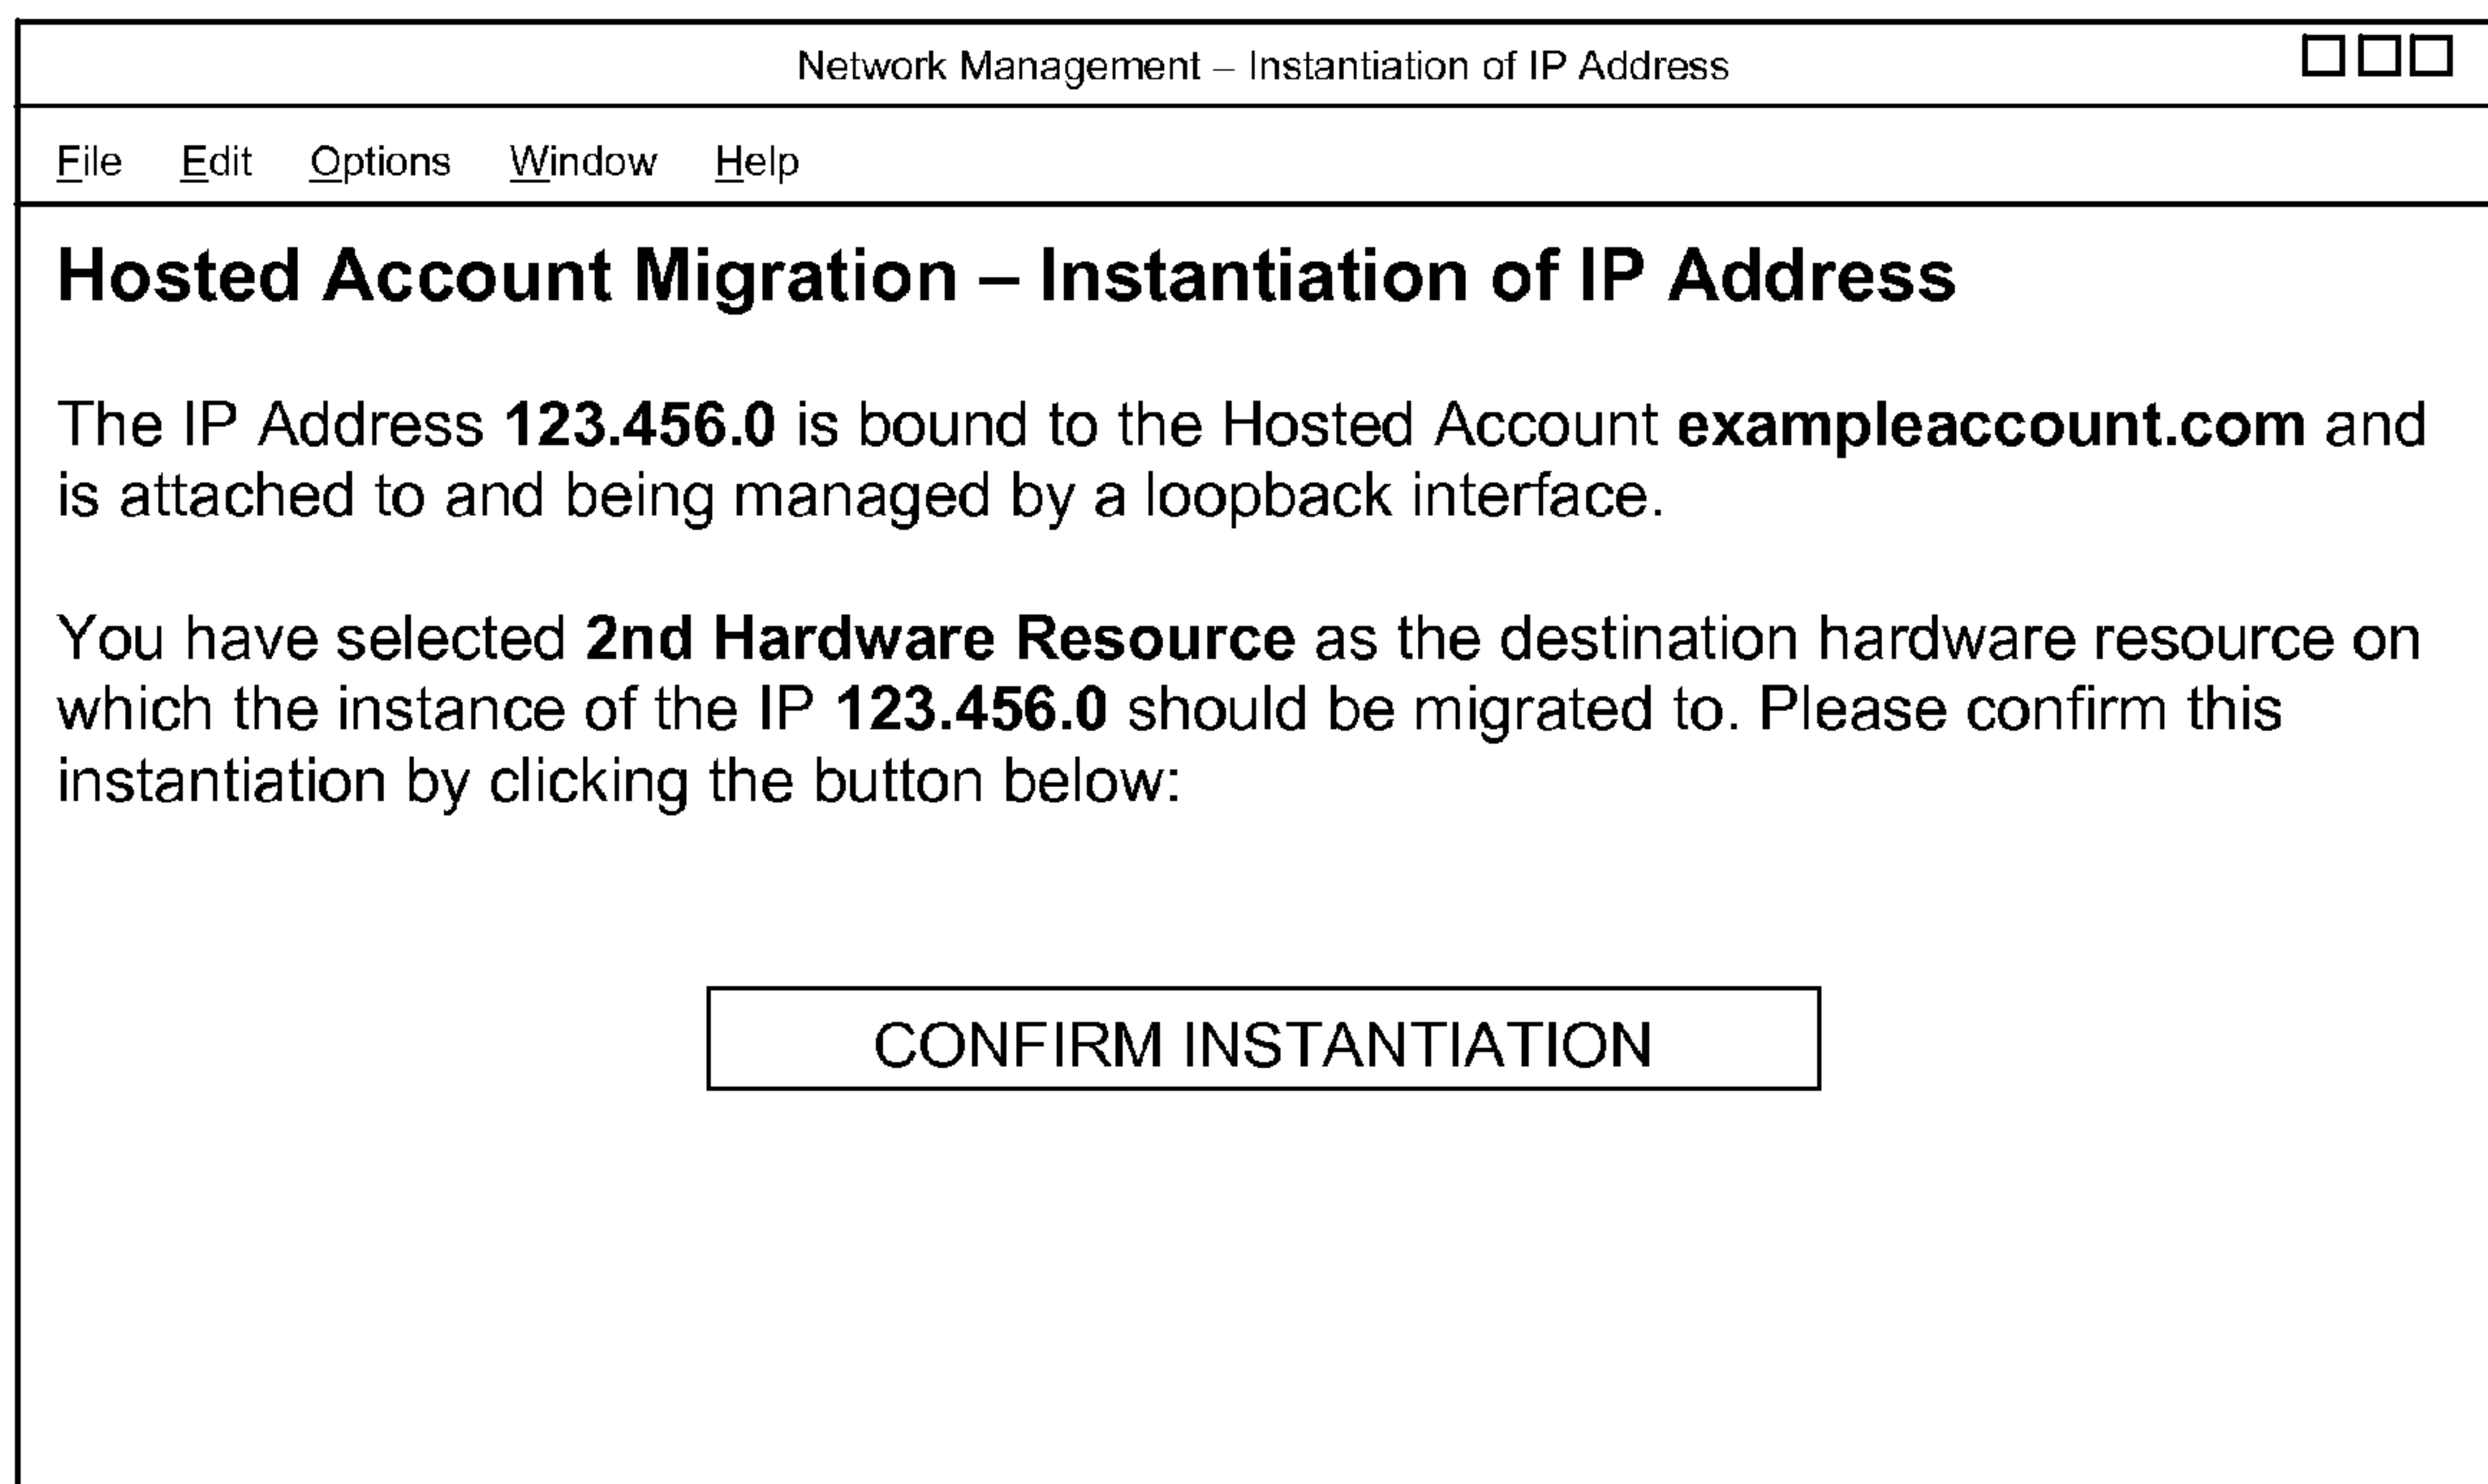 Network Management – Instantiation of IP Address
File Edit Options Window Help
Hosted Account Migration – Instantiation of IP Address
The IP Address 123.456.0 is bound to the Hosted Account exampleaccount.com and
is attached to and being managed by a loopback interface.
You have selected 2nd Hardware Resource as the destination hardware resource on
which the instance of the IP 123.456.0 should be migrated to. Please confirm this
instantiation by clicking the button below:
CONFIRM INSTANTIATION